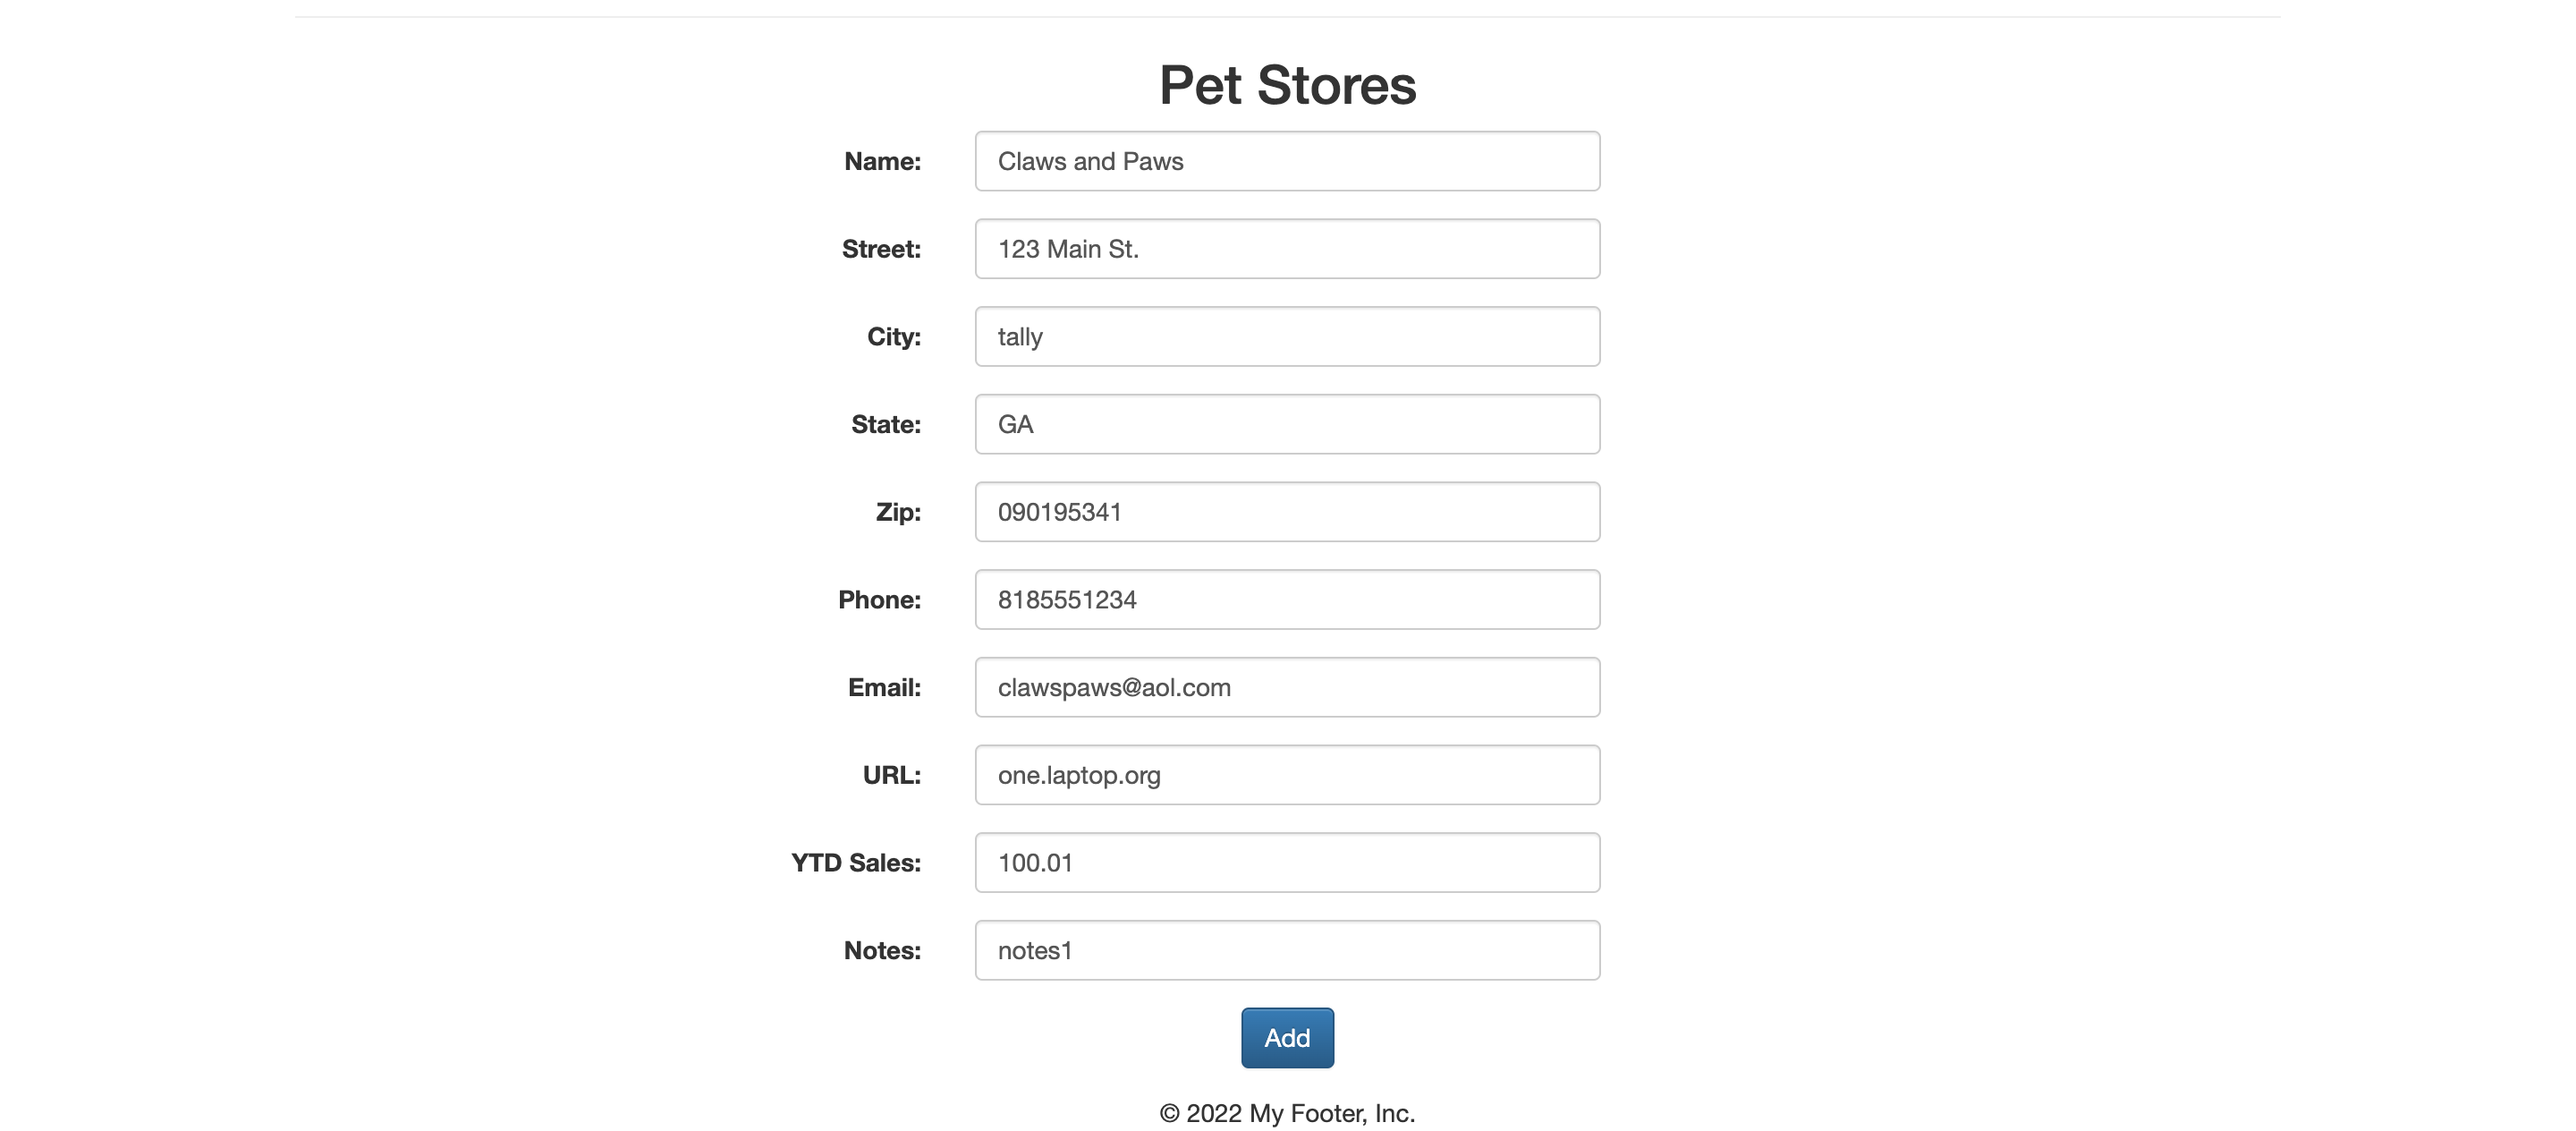 Pet Stores
Name: Claws and Paws
Street: 123 Main St.
City: tally
State: GA
Zip: 090195341
Phone: 8185551234
Email: clawspaws@aol.com
URL: one.laptop.org
YTD Sales: 100.01
Notes: notes1
Add
© 2022 My Footer, Inc.